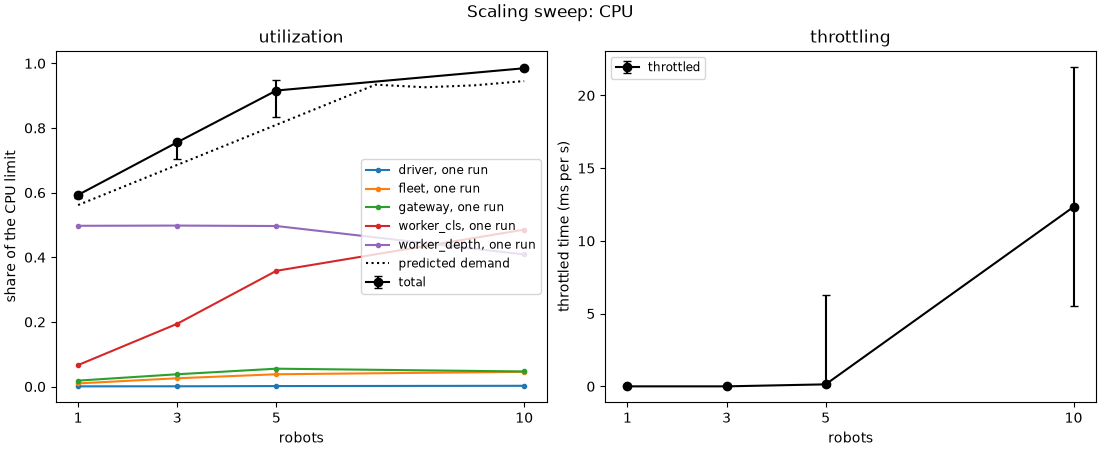 Scaling sweep: CPU
utilization
share of the CPU limit
1.0
0.8
0.6
0.4
0.2
0.0
driver, one run
fleet, one run
gateway, one run
worker_cls, one run
worker_depth, one run
predicted demand
total
1 3 5 10
robots
throttling
throttled time (ms per s)
throttled
20
15
10
5
0
1 3 5 10
robots